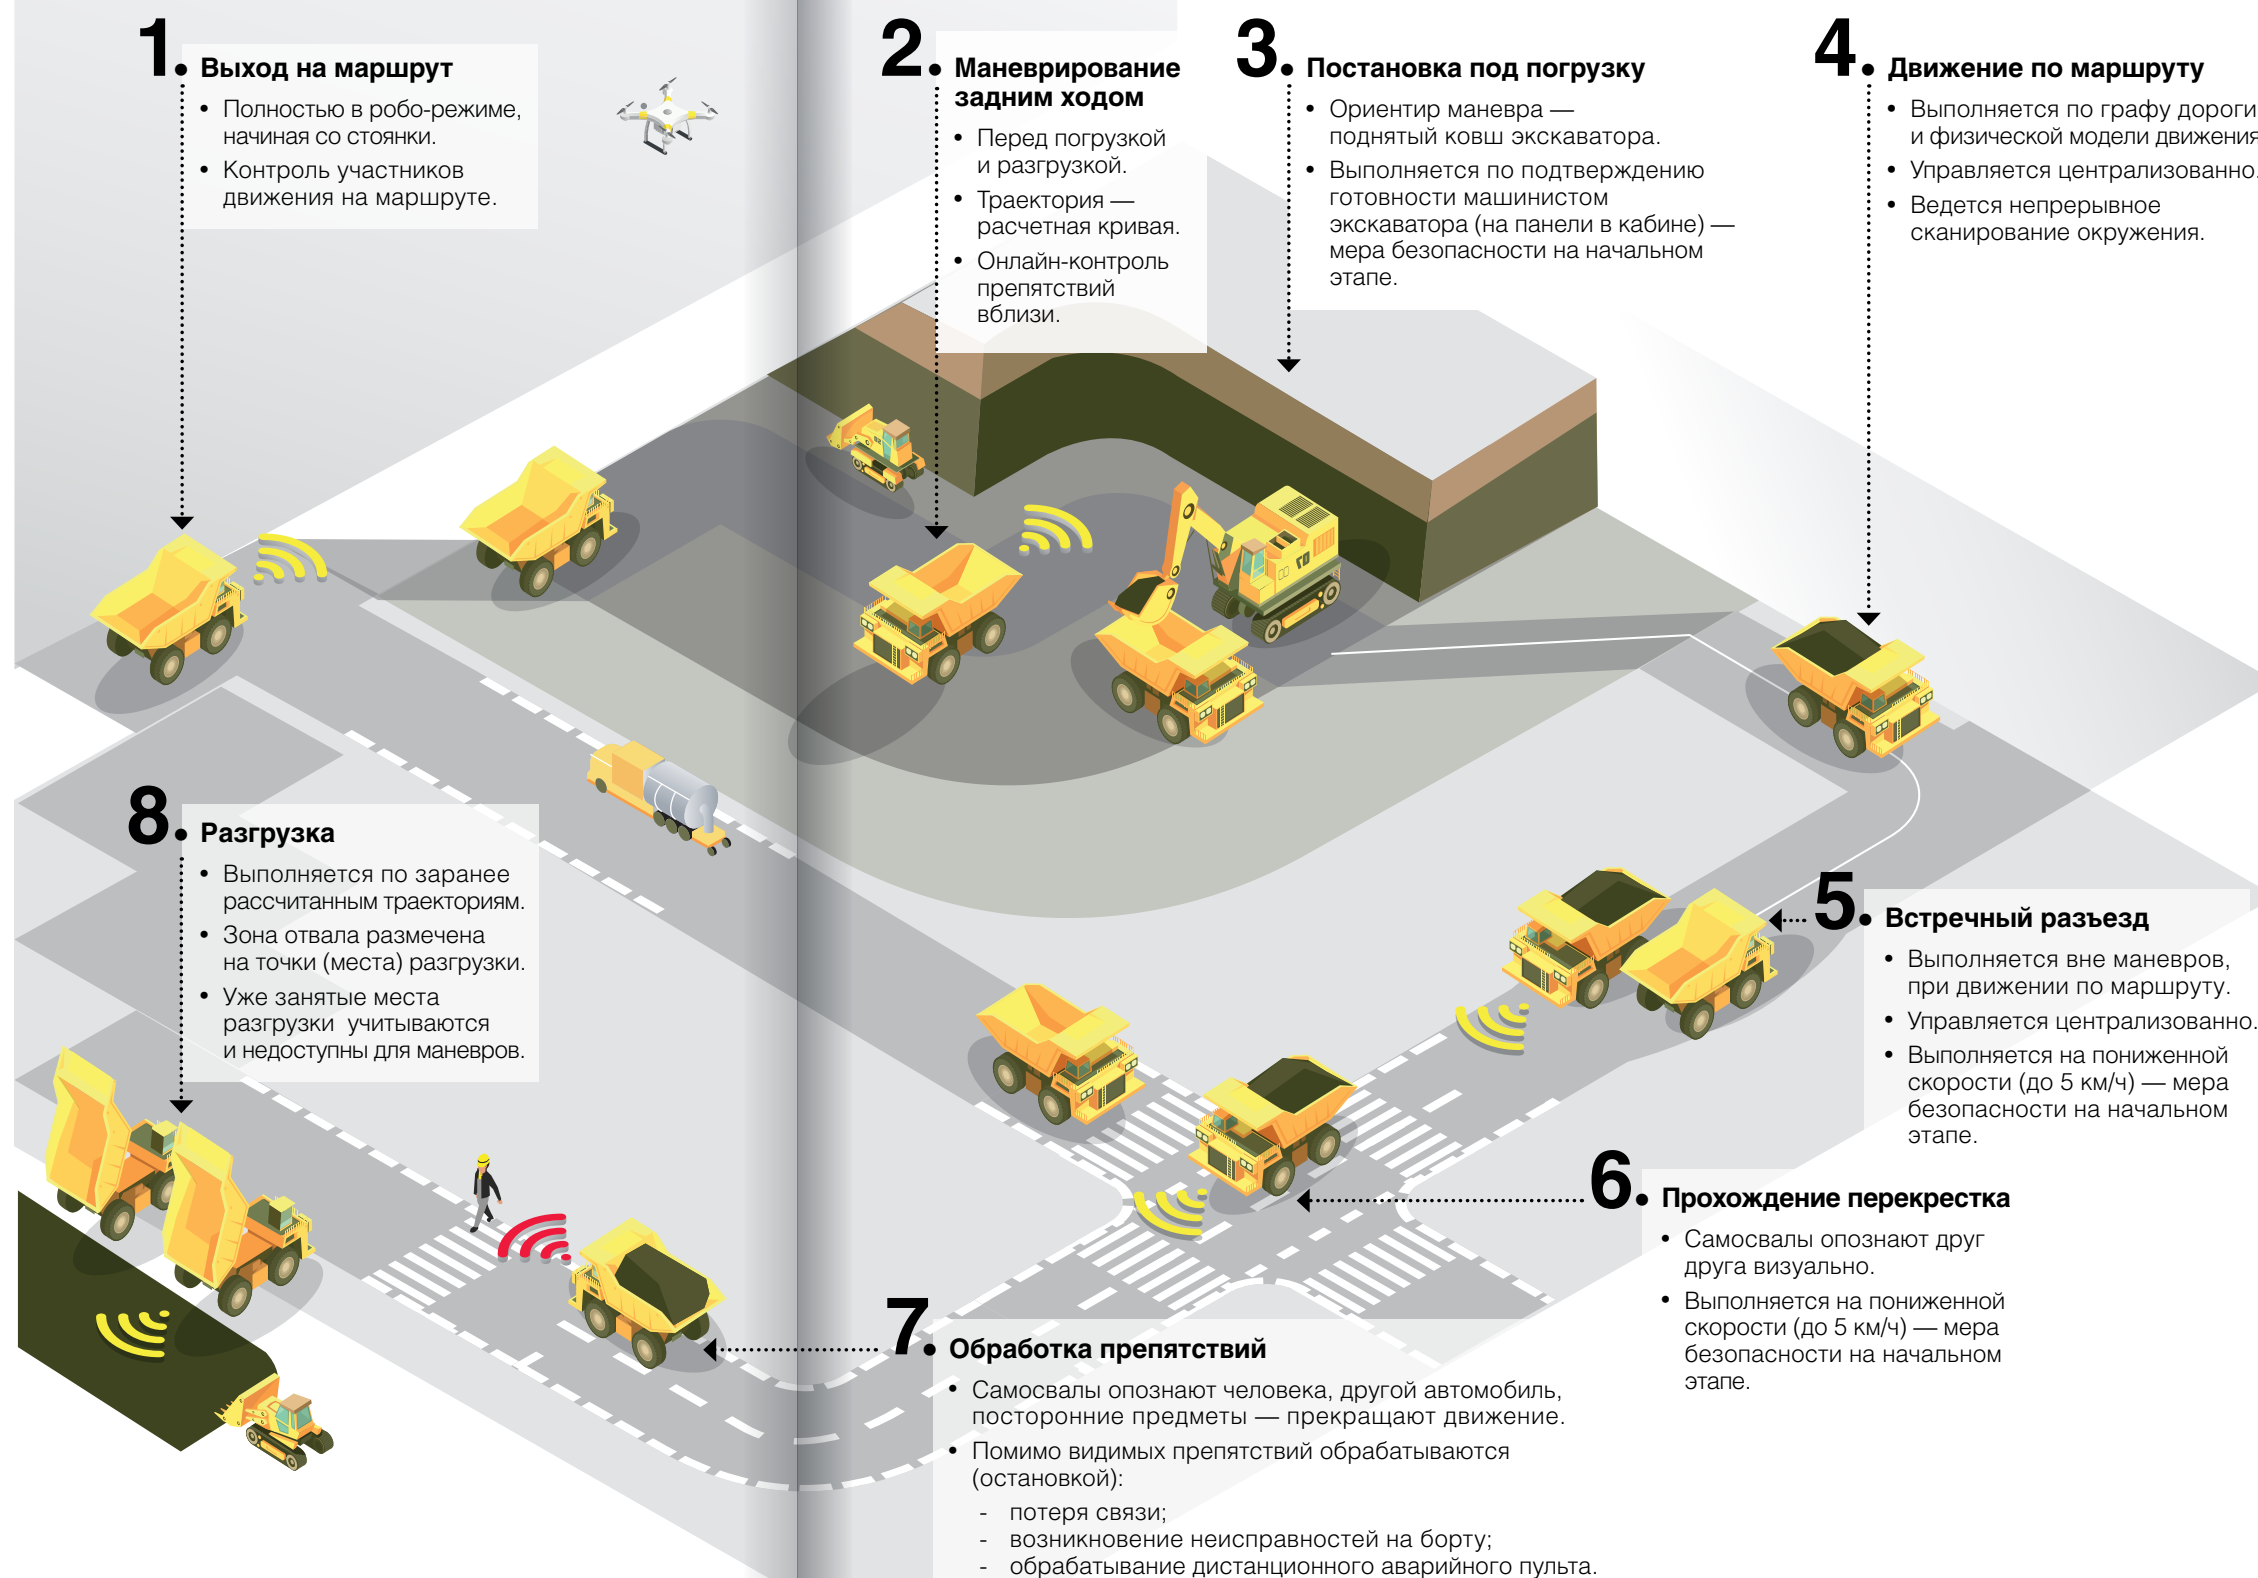 1. Выход на маршрут
• Полностью в робо-режиме,
начиная со стоянки.
• Контроль участников
движения на маршруте.
2. Маневрирование
задним ходом
• Перед погрузкой
и разгрузкой.
• Траектория —
расчетная кривая.
• Онлайн-контроль
препятствий
вблизи.
3. Постановка под погрузку
• Ориентир маневра —
поднятый ковш экскаватора.
• Выполняется по подтверждению
готовности машинистом
экскаватора (на панели в кабине) —
мера безопасности на начальном
этапе.
4. Движение по маршруту
• Выполняется по графу дороги
и физической модели движения
• Управляется централизованно.
• Ведется непрерывное
сканирование окружения.
5. Встречный разъезд
• Выполняется вне маневров,
при движении по маршруту.
• Управляется централизованно.
• Выполняется на пониженной
скорости (до 5 км/ч) — мера
безопасности на начальном
этапе.
6. Прохождение перекрестка
• Самосвалы опознают друг
друга визуально.
• Выполняется на пониженной
скорости (до 5 км/ч) — мера
безопасности на начальном
этапе.
7. Обработка препятствий
• Самосвалы опознают человека, другой автомобиль,
посторонние предметы — прекращают движение.
• Помимо видимых препятствий обрабатываются
(остановкой):
- потеря связи;
- возникновение неисправностей на борту;
- обрабатывание дистанционного аварийного пульта.
8. Разгрузка
• Выполняется по заранее
рассчитанным траекториям.
• Зона отвала размечена
на точки (места) разгрузки.
• Уже занятые места
разгрузки учитываются
и недоступны для маневров.